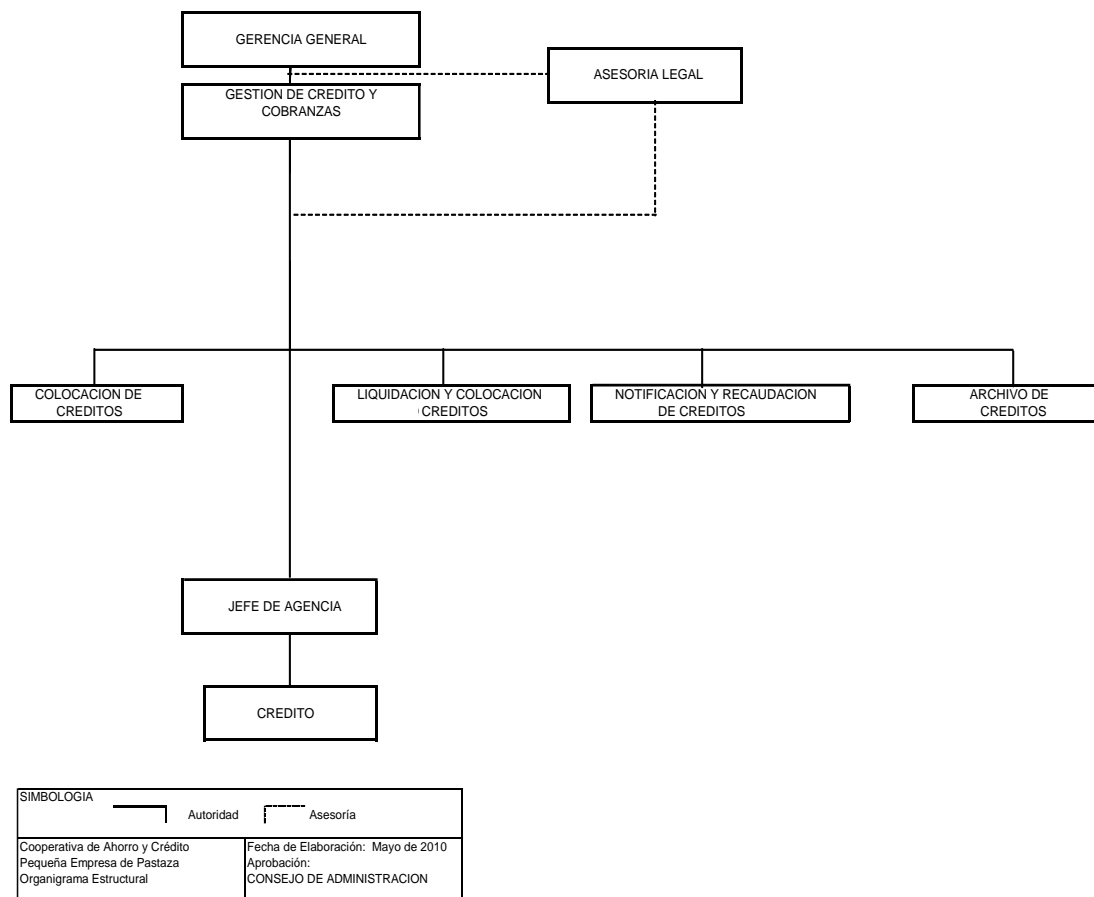 GERENCIA GENERAL
ASESORIA LEGAL
GESTION DE CREDITO Y
COBRANZAS
COLOCACION DE
CREDITOS
LIQUIDACION Y COLOCACION
CREDITOS
NOTIFICACION Y RECAUDACION
DE CREDITOS
ARCHIVO DE
CREDITOS
JEFE DE AGENCIA
CREDITO
SIMBOLOGIA
Autoridad
Asesoría
Cooperativa de Ahorro y Crédito
Pequeña Empresa de Pastaza
Organigrama Estructural
Fecha de Elaboración: Mayo de 2010
Aprobación:
CONSEJO DE ADMINISTRACION